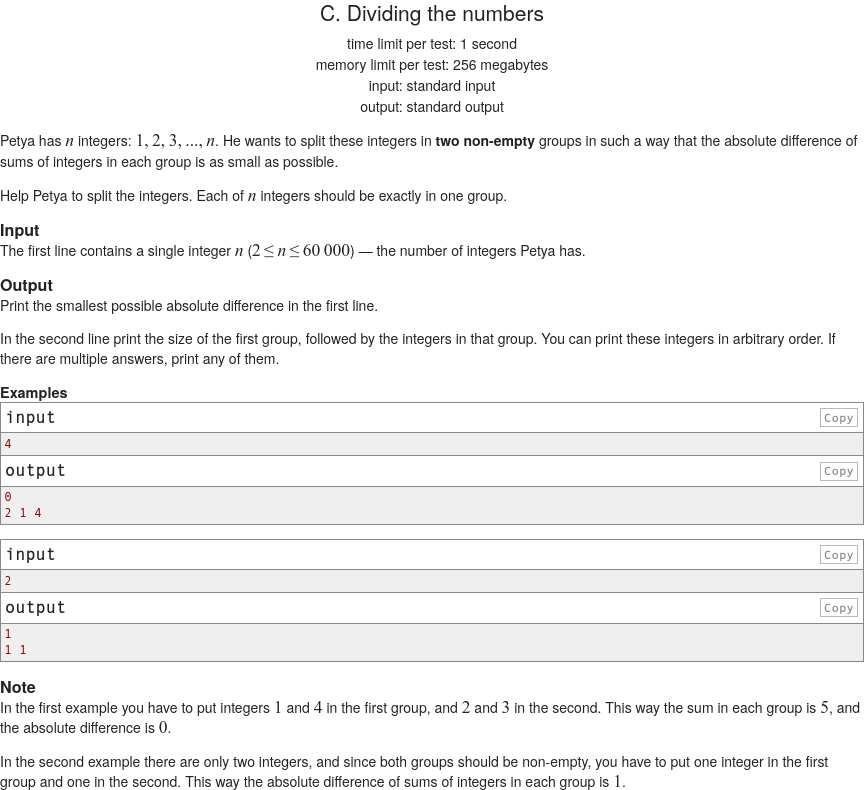 C. Dividing the numbers
time limit per test: 1 second
memory limit per test: 256 megabytes
input: standard input
output: standard output
Petya has n integers: 1, 2, 3, ..., n. He wants to split these integers in two non-empty groups in such a way that the absolute difference of
sums of integers in each group is as small as possible.
Help Petya to split the integers. Each of n integers should be exactly in one group.
Input
The first line contains a single integer n (2 ≤ n ≤ 60 000) — the number of integers Petya has.
Output
Print the smallest possible absolute difference in the first line.
In the second line print the size of the first group, followed by the integers in that group. You can print these integers in arbitrary order. If
there are multiple answers, print any of them.
Examples
input Copy
4
output Copy
0
2 1 4
input Copy
2
output Copy
1
1 1
Note
In the first example you have to put integers 1 and 4 in the first group, and 2 and 3 in the second. This way the sum in each group is 5, and
the absolute difference is 0.
In the second example there are only two integers, and since both groups should be non-empty, you have to put one integer in the first
group and one in the second. This way the absolute difference of sums of integers in each group is 1.